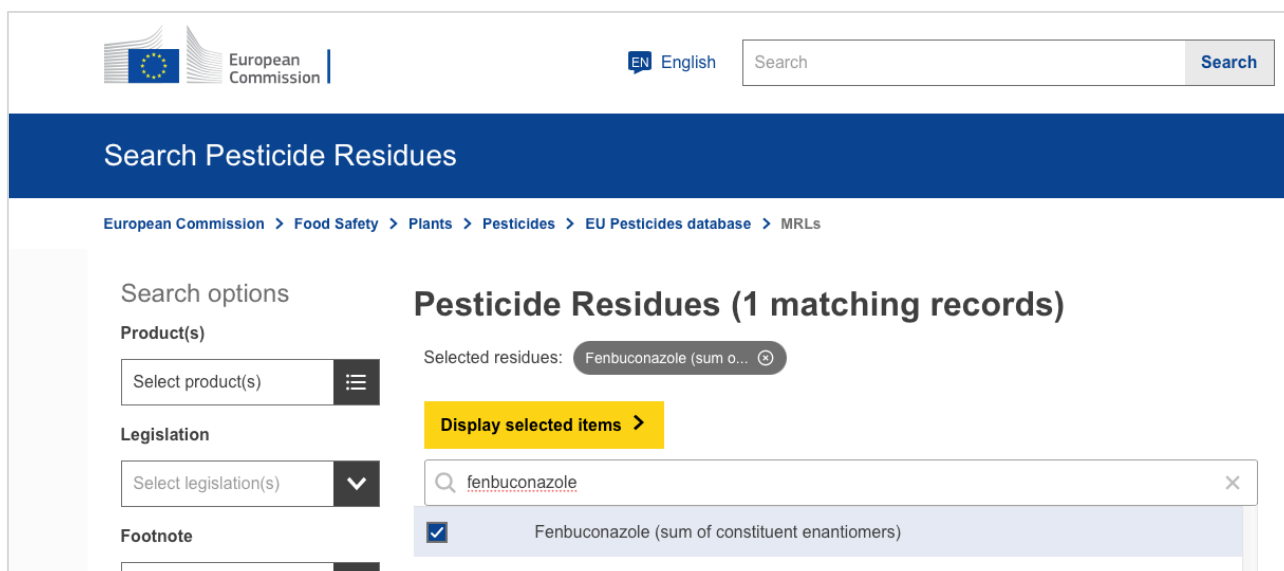 European
Commission
EN English
Search
Search
Search Pesticide Residues
European Commission > Food Safety > Plants > Pesticides > EU Pesticides database > MRLs
Search options
Pesticide Residues (1 matching records)
Product(s)
Selected residues: Fenbuconazole (sum o...
Select product(s)
Display selected items >
Legislation
Select legislation(s)
fenbuconazole
Footnote
Fenbuconazole (sum of constituent enantiomers)